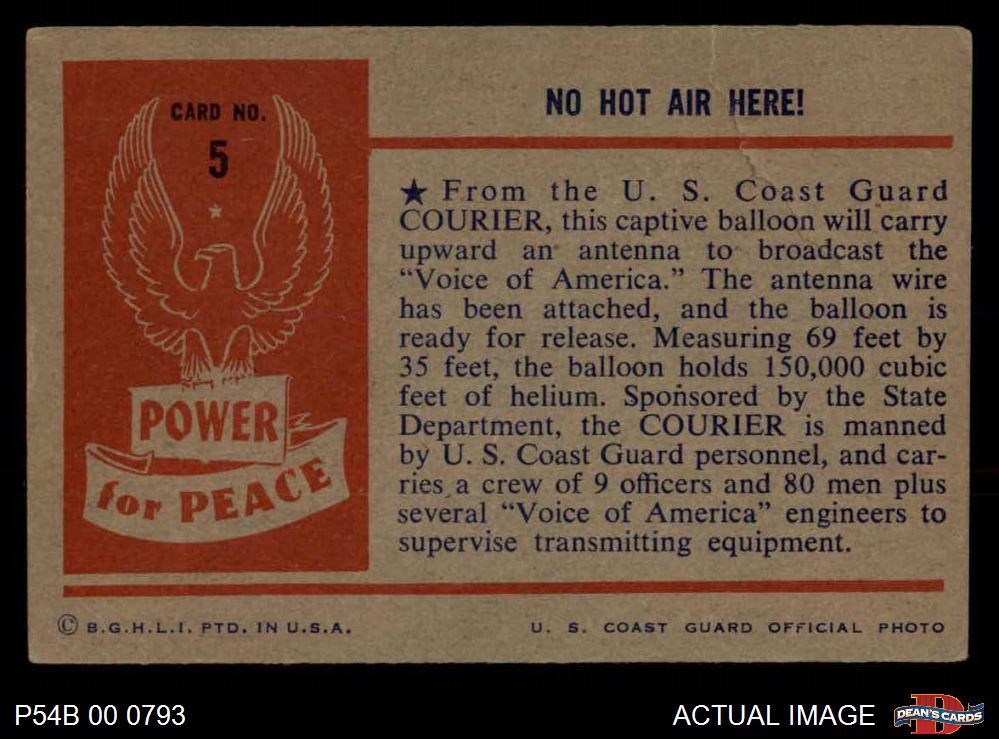 CARD NO.
5
POWER
for PEACE
NO HOT AIR HERE!
★ From the U. S. Coast Guard
COURIER, this captive balloon will carry
upward an antenna to broadcast the
“Voice of America.” The antenna wire
has been attached, and the balloon is
ready for release. Measuring 69 feet by
35 feet, the balloon holds 150,000 cubic
feet of helium. Sponsored by the State
Department, the COURIER is manned
by U. S. Coast Guard personnel, and car-
ries a crew of 9 officers and 80 men plus
several “Voice of America” engineers to
supervise transmitting equipment.
© B.G.H.L.I. PTD. IN U.S.A.
U. S. COAST GUARD OFFICIAL PHOTO
P54B 00 0793
ACTUAL IMAGE
DEAN'S CARDS